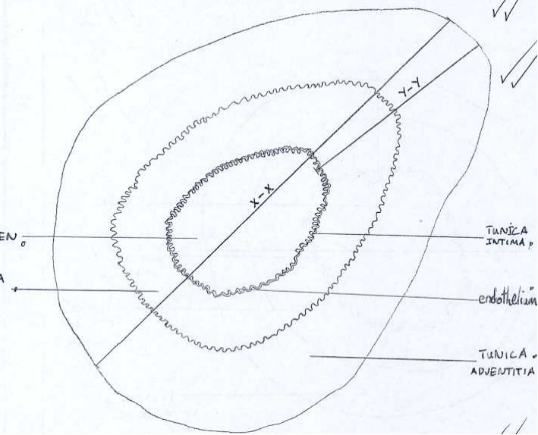 Y-Y
X-X
EN
TUNICA
INTIMA
A
endothelium
TUNICA
ADVENTITIA